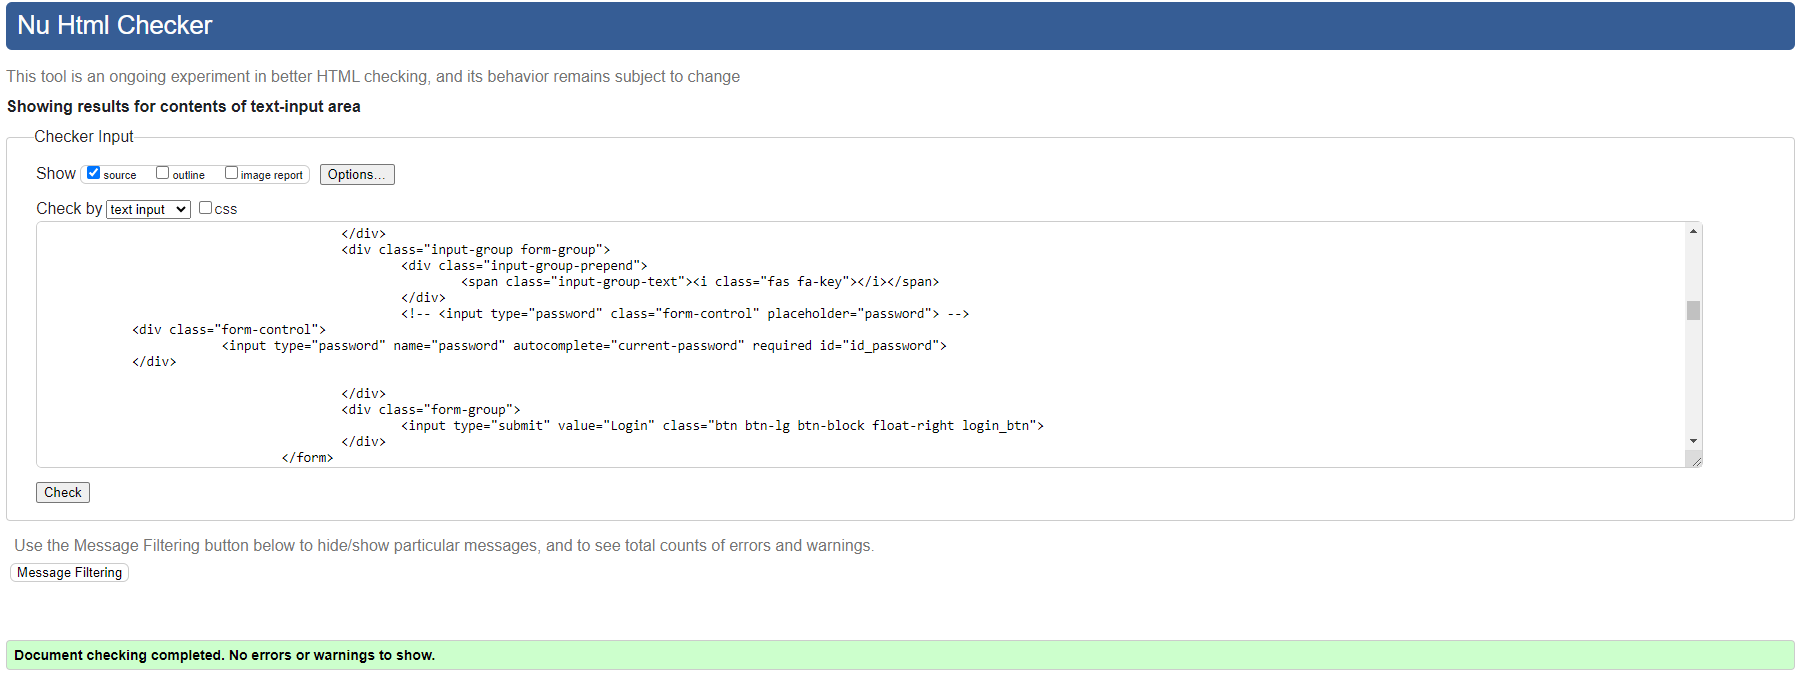 Nu Html Checker
This tool is an ongoing experiment in better HTML checking, and its behavior remains subject to change
Showing results for contents of text-input area
Checker Input
Show source outline image report Options...
Check by text input css
</div>
<div class="input-group form-group">
<div class="input-group-prepend">
<span class="input-group-text"><i class="fas fa-key"></i></span>
</div>
<!-- <input type="password" class="form-control" placeholder="password"> -->
<div class="form-control">
<input type="password" name="password" autocomplete="current-password" required id="id_password">
</div>
</div>
<div class="form-group">
<input type="submit" value="Login" class="btn btn-lg btn-block float-right login_btn">
</div>
</form>
Check
Use the Message Filtering button below to hide/show particular messages, and to see total counts of errors and warnings.
Message Filtering
Document checking completed. No errors or warnings to show.